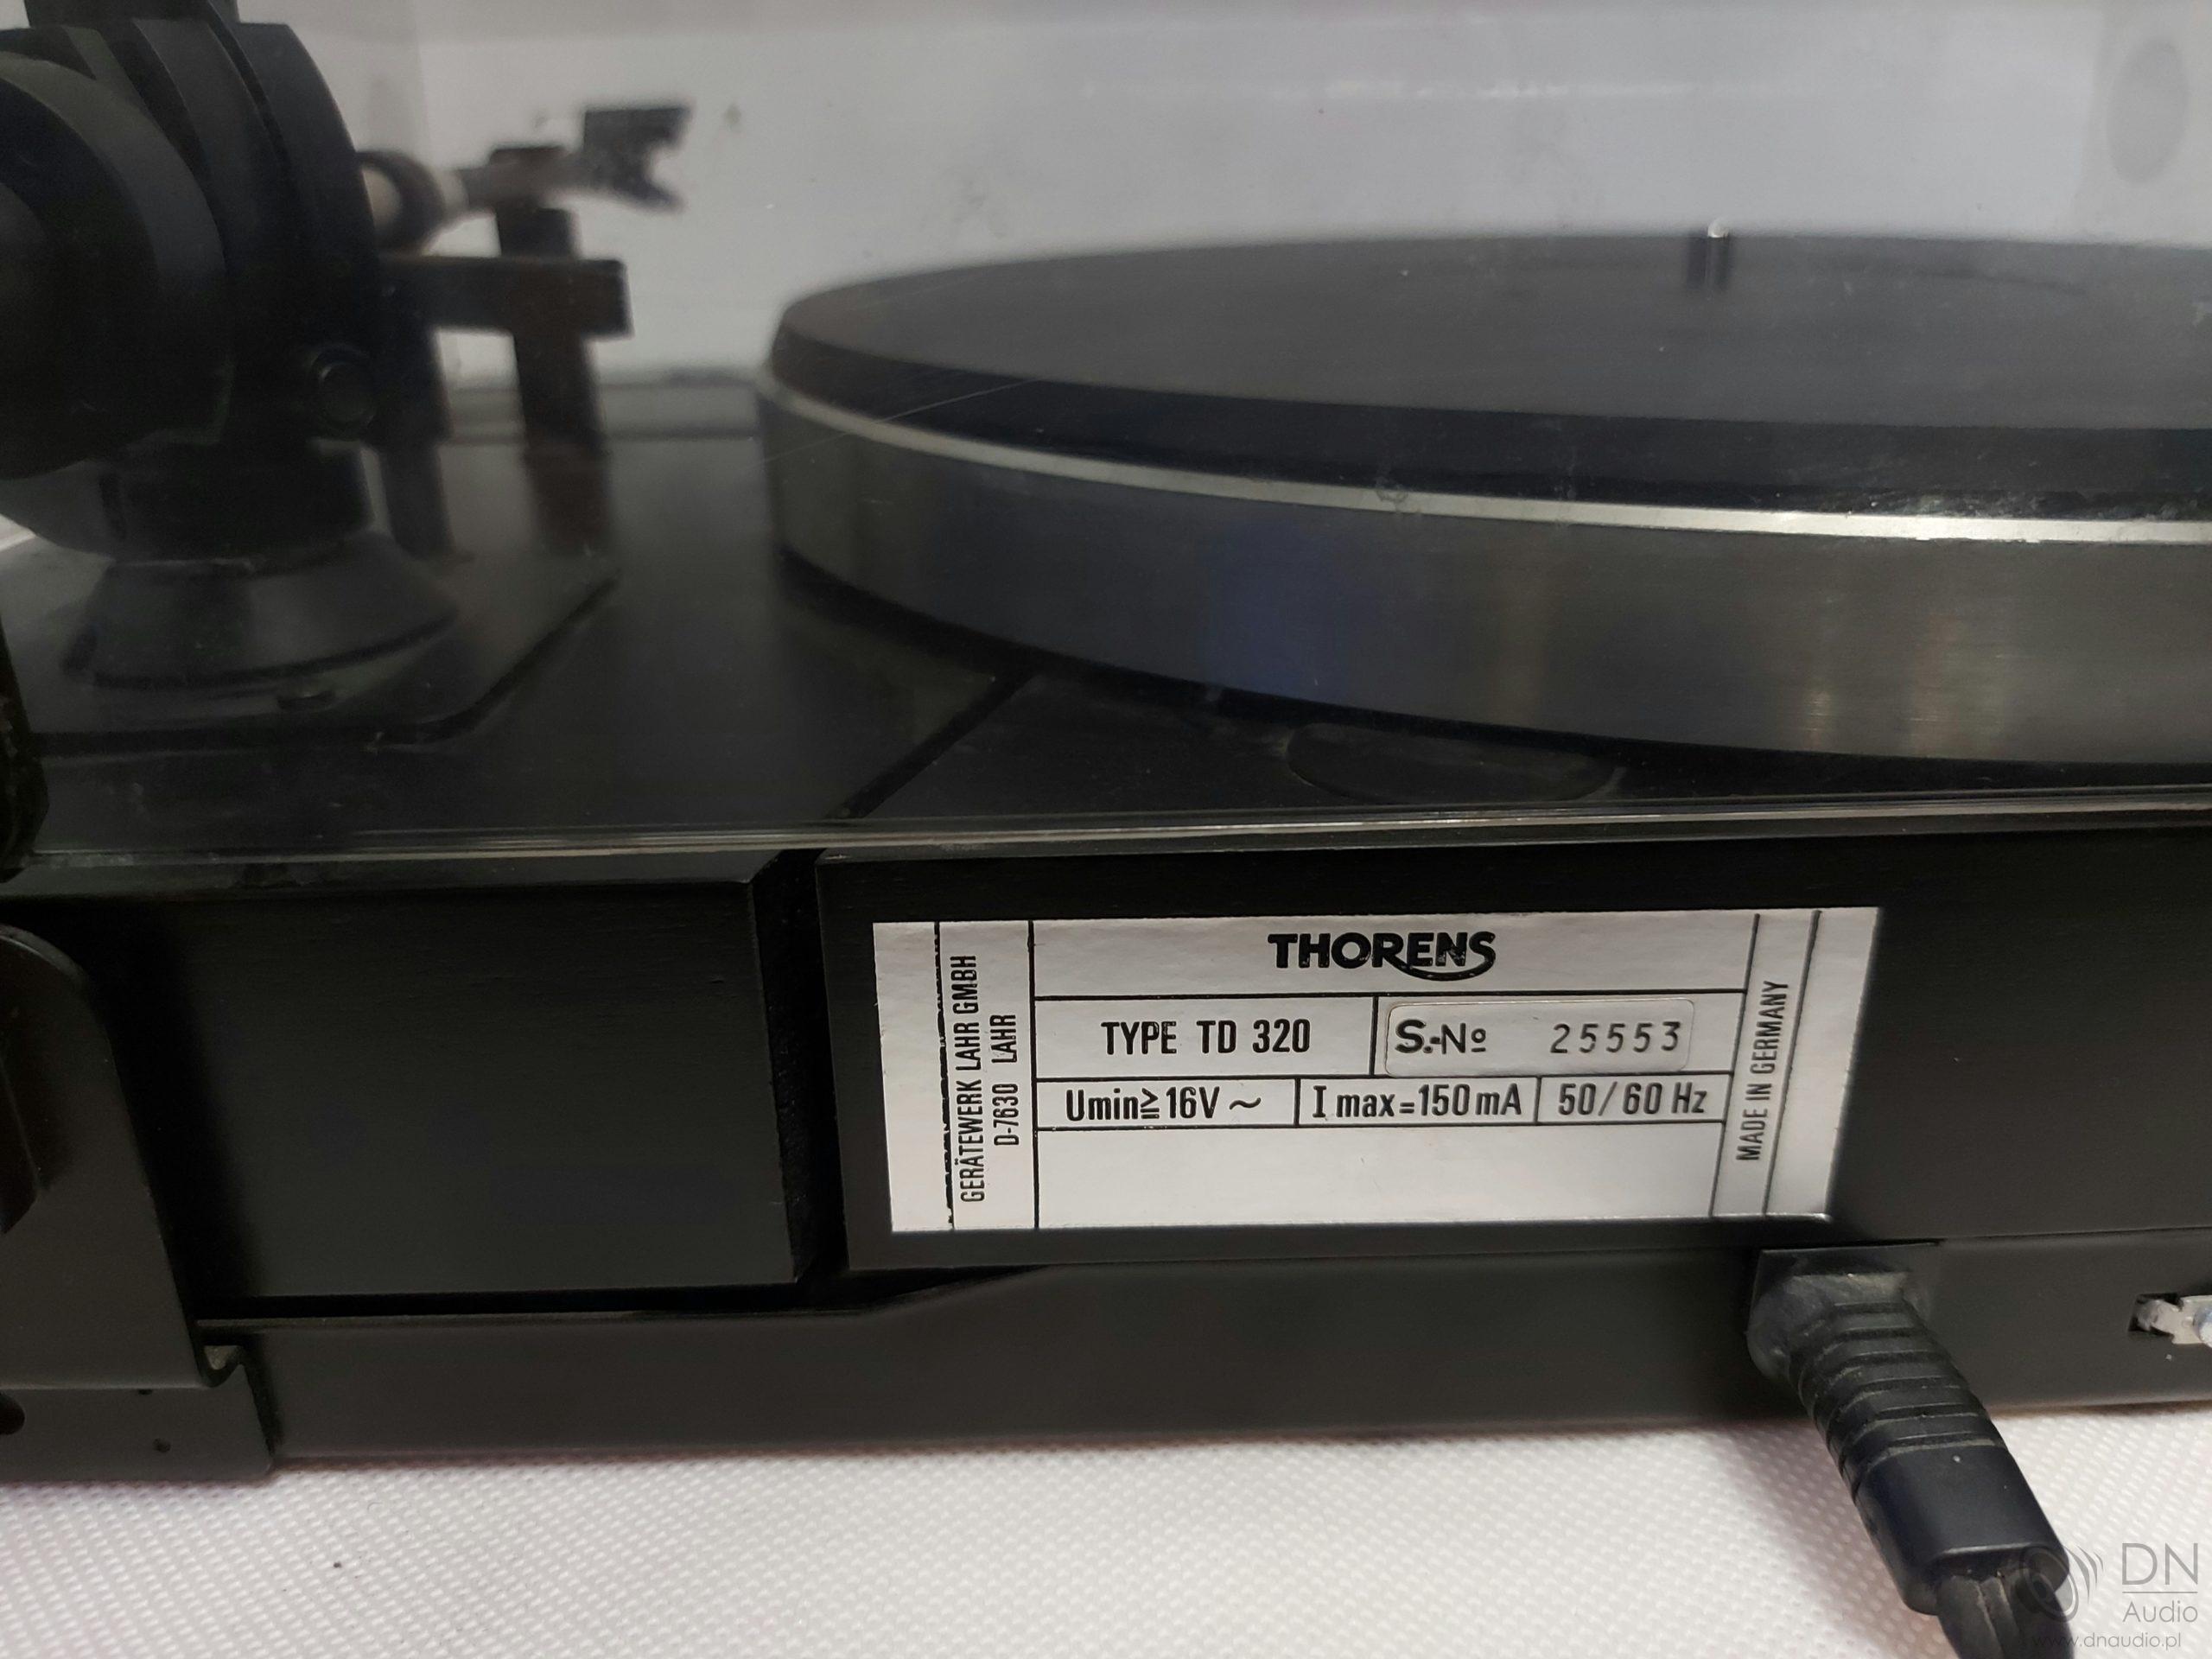 THORENS
GERÄTEWERK LAHR GMBH
D-7630 LAHR
TYPE TD 320
S.-Nº 25553
Umin≧16V ~
I max=150mA
50/60 Hz
MADE IN GERMANY
DN
Audio
www.dnaudio.pl